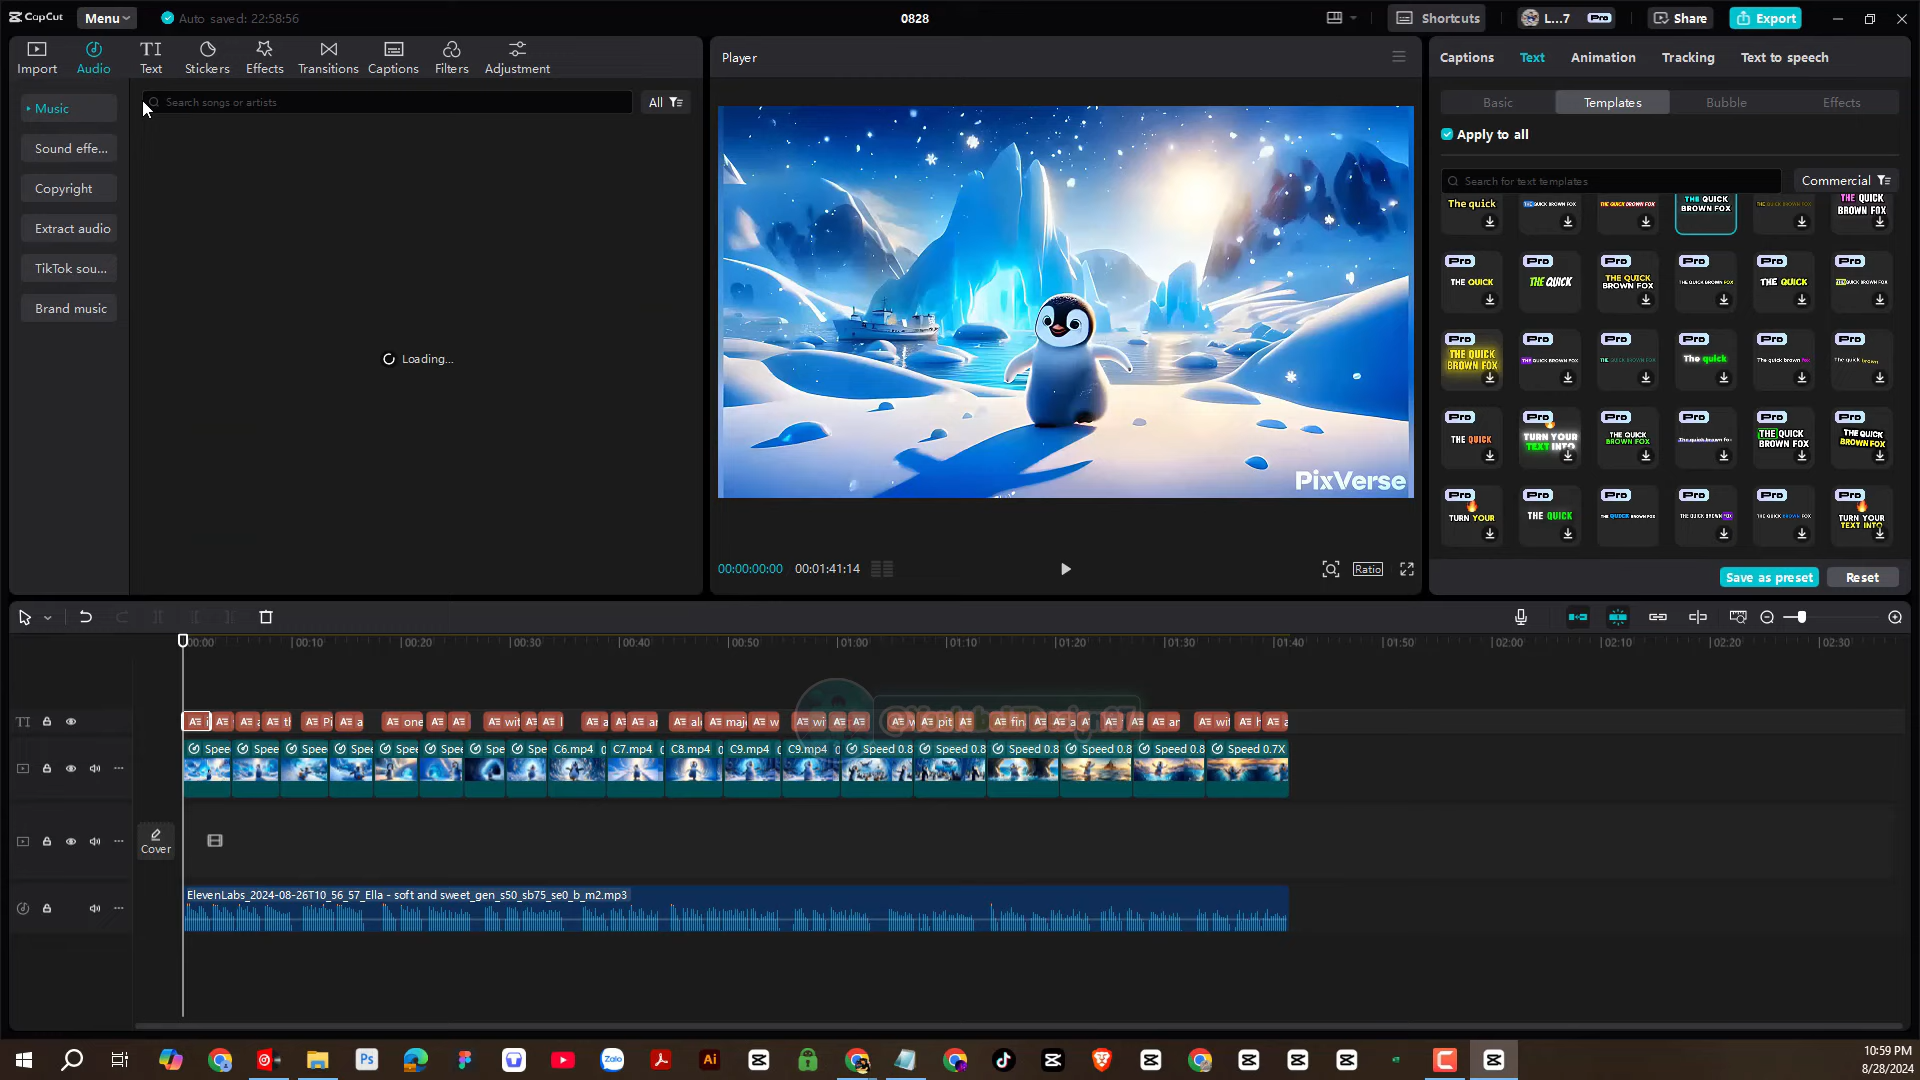 CapCut
Menu
Auto saved: 22:58:56
0828
L...7
Pro
Shortcuts
Share
Export
Import
Audio
Text
Stickers
Effects
Transitions
Captions
Filters
Adjustment
Music
Sound effe...
Copyright
Extract audio
TikTok sou...
Brand music
Search songs or artists
All
Loading...
Player
PixVerse
00:00:00:00
00:01:41:14
Ratio
Captions
Text
Animation
Tracking
Text to speech
Basic
Templates
Bubble
Effects
Apply to all
Search for text templates
Commercial
The quick
THE QUICK BROWN FOX
THE QUICK BROWN FOX
THE QUICK
BROWN FOX
THE QUICK BROWN FOX
THE QUICK
BROWN FOX
Pro Pro Pro Pro Pro Pro
THE QUICK
THE QUICK
THE QUICK
BROWN FOX
THE QUICK BROWN FOX
THE QUICK
THE QUICK BROWN FOX
Pro
THE QUICK
BROWN FOX
Pro
THE QUICK BROWN FOX
Pro
THE QUICK BROWN FOX
Pro
The quick
Pro
The quick brown fox
Pro
The quick brown
Pro Pro Pro Pro Pro Pro
THE QUICK
TURN YOUR
TEXT INTO
THE QUICK
BROWN FOX
The quick brown fox
THE QUICK
BROWN FOX
THE QUICK
BROWN FOX
Pro Pro Pro Pro Pro Pro
TURN YOUR
THE QUICK
THE QUICK BROWN FOX
THE QUICK BROWN FOX
THE QUICK BROWN FOX
TURN YOUR
TEXT INTO
Save as preset
Reset
00:00 00:10 00:20 00:30 00:40 00:50 01:00 01:10 01:20 01:30 01:40 01:50 02:00 02:10 02:20 02:30
Spee Spee Spee Spee Spee Spee Spe Spe C6.mp4 C7.mp4 C8.mp4 C9.mp4 C9.mp4 Speed 0.8 Speed 0.8 Speed 0.8 Speed 0.8 Speed 0.8 Speed 0.7X
Cover
ElevenLabs_2024-08-26T10_56_57_Ella - soft and sweet_gen_s50_sb75_se0_b_m2.mp3
10:59 PM
8/28/2024